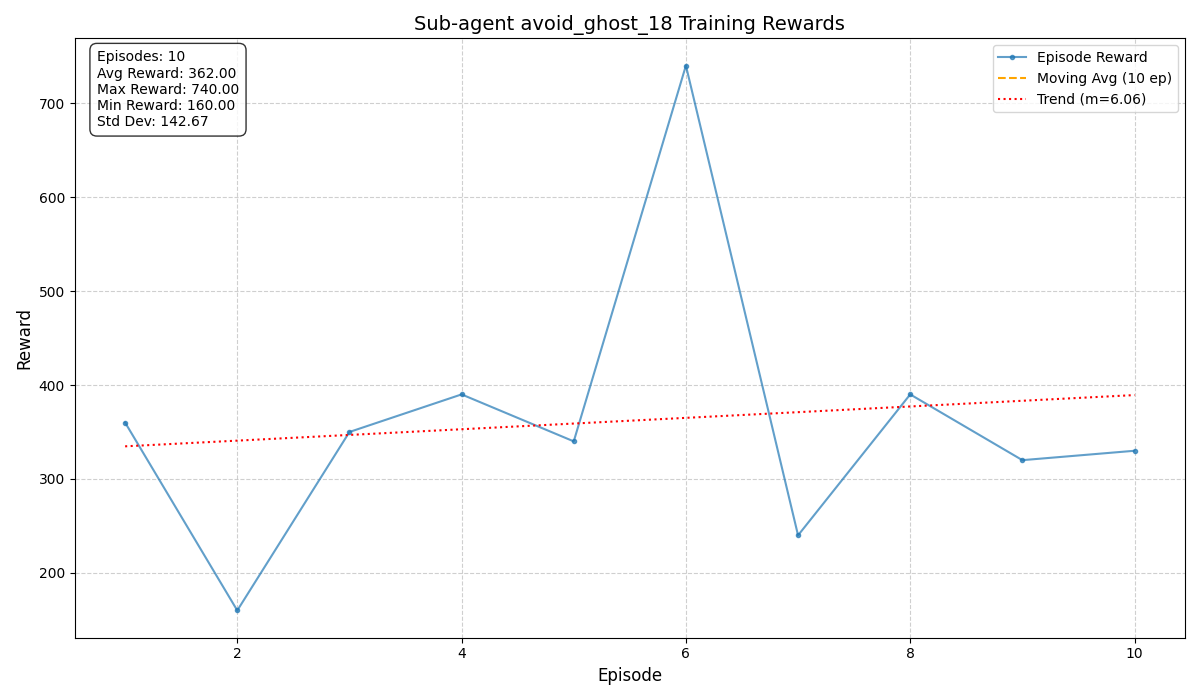 Sub-agent avoid_ghost_18 Training Rewards
Episodes: 10
Avg Reward: 362.00
Max Reward: 740.00
Min Reward: 160.00
Std Dev: 142.67
Episode Reward
Moving Avg (10 ep)
Trend (m=6.06)
Reward
700
600
500
400
300
200
2
4
6
8
10
Episode